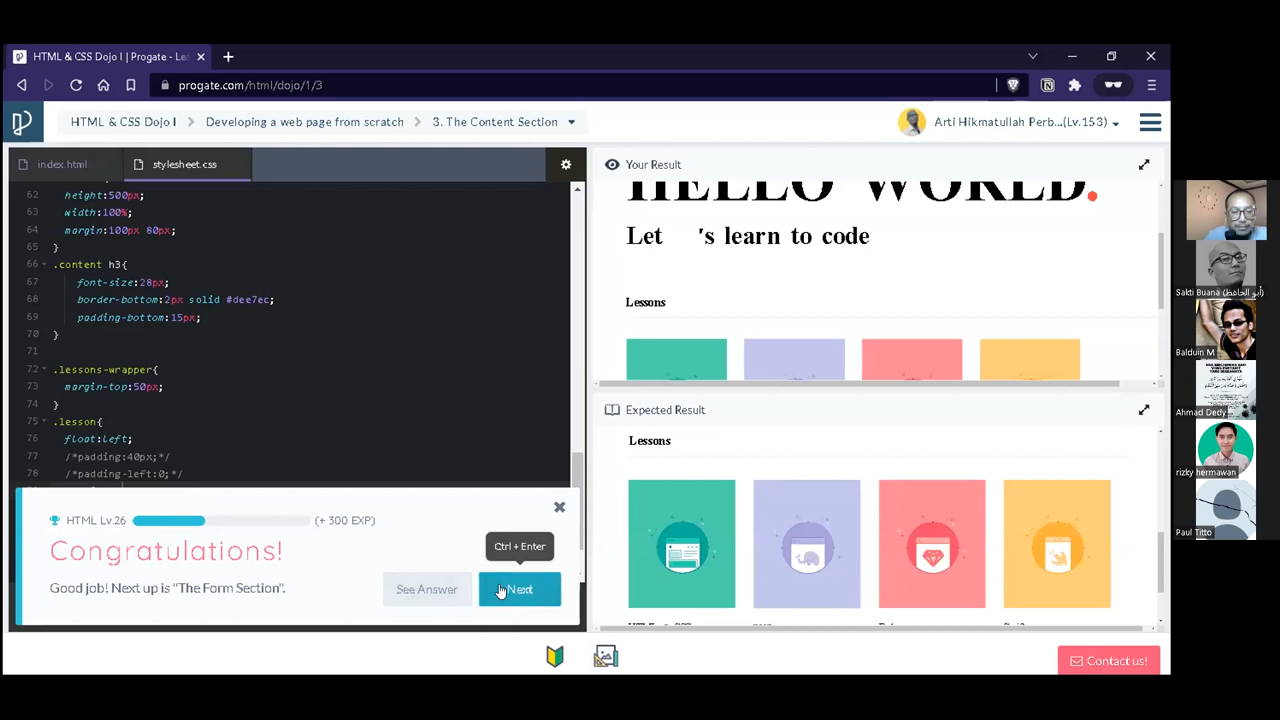 HTML & CSS Dojo I | Progate - Les
progate.com/html/dojo/1/3
HTML & CSS Dojo I
Developing a web page from scratch
3. The Content Section
Arti Hikmatullah Perb...(Lv.153)
index.html
stylesheet.css
62 height:500px;
63 width:100%;
64 margin:100px 80px;
65 }
66 .content h3{
67 font-size:28px;
68 border-bottom:2px solid #dee7ec;
69 padding-bottom:15px;
70 }
71
72 .lessons-wrapper{
73 margin-top:50px;
74 }
75 .lesson{
76 float:left;
77 /*padding:40px;*/
78 /*padding-left:0;*/
HTML Lv.26
(+ 300 EXP)
Congratulations!
Ctrl + Enter
Good job! Next up is "The Form Section".
See Answer
Next
Your Result
HELLO WORLD.
Let 's learn to code
Lessons
Expected Result
Lessons
Contact us!
Sakti Buana (أبو الحافظ)
Balduin M
Ahmad Dedy
rizky hermawan
Paul Titto